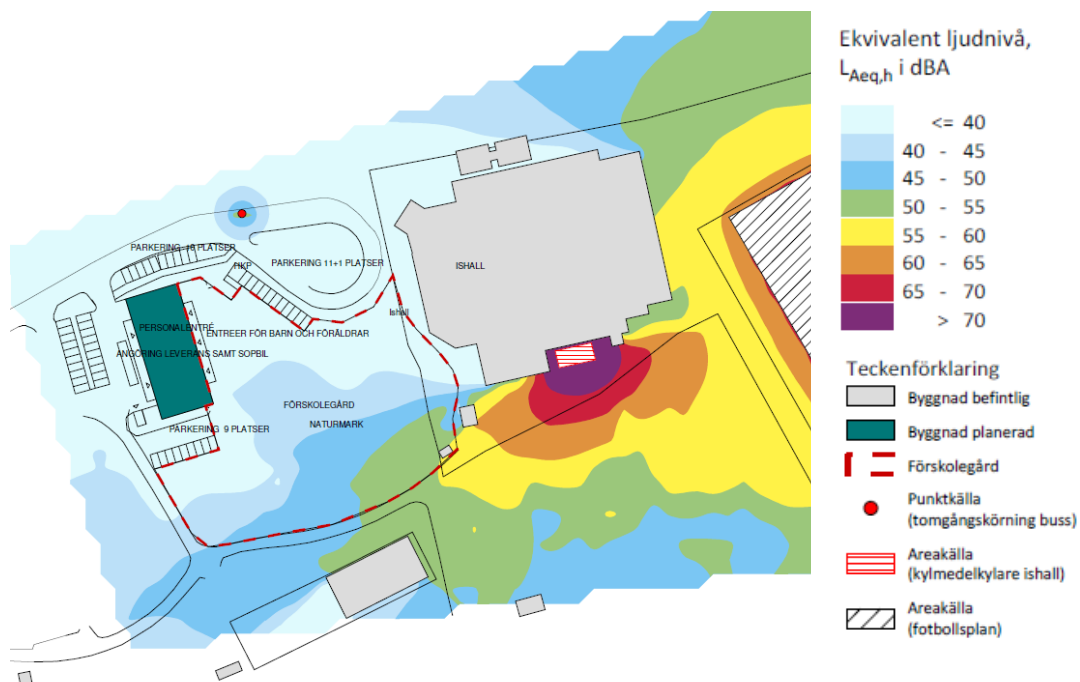 PARKERING 18 PLATSER
HKP
PARKERING 11+1 PLATSER
ISHALL
Ishall
PERSONALENTRÉ
ENTREER FÖR BARN OCH FÖRÄLDRAR
ANGÖRING LEVERANS SAMT SOPBIL
FÖRSKOLEGÅRD
NATURMARK
PARKERING 9 PLATSER
Ekvivalent ljudnivå,
LAeq,h i dBA
<= 40
40 - 45
45 - 50
50 - 55
55 - 60
60 - 65
65 - 70
> 70
Teckenförklaring
Byggnad befintlig
Byggnad planerad
Förskolegård
Punktkälla
(tomgångskörning buss)
Areakälla
(kylmedelkylare ishall)
Areakälla
(fotbollsplan)